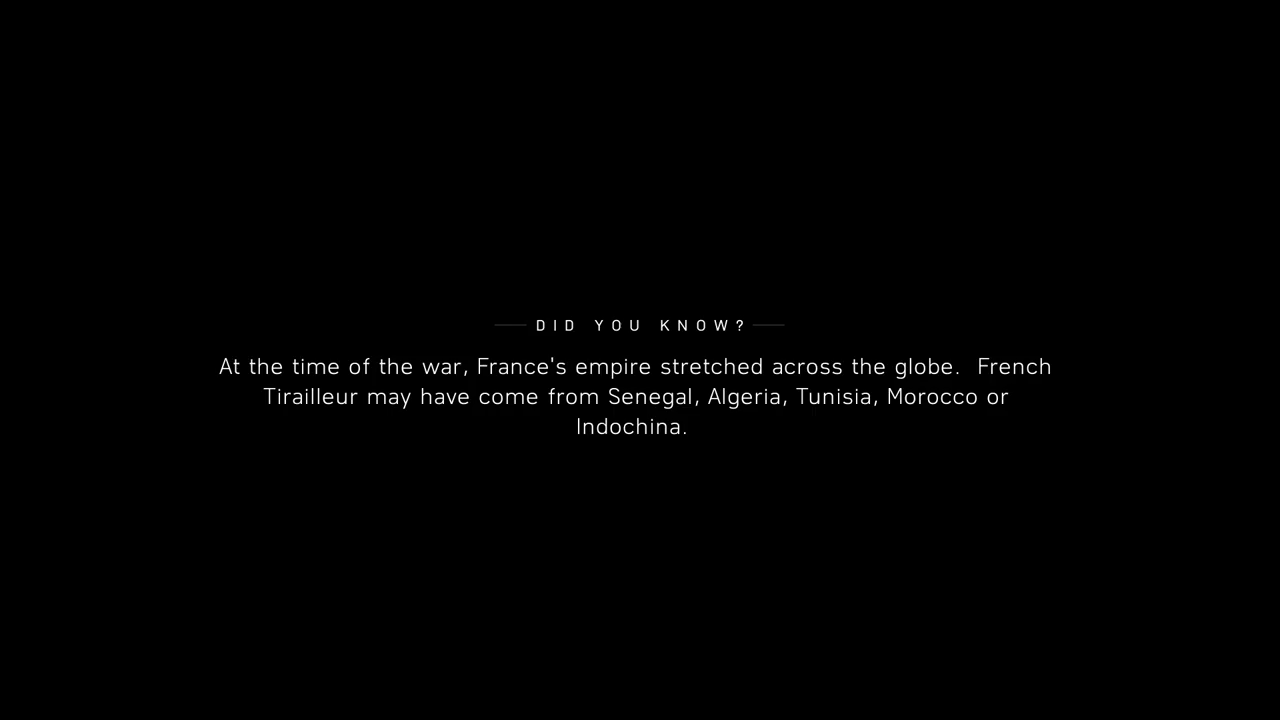 DID YOU KNOW?
At the time of the war, France's empire stretched across the globe.  French
Tirailleur may have come from Senegal, Algeria, Tunisia, Morocco or
Indochina.